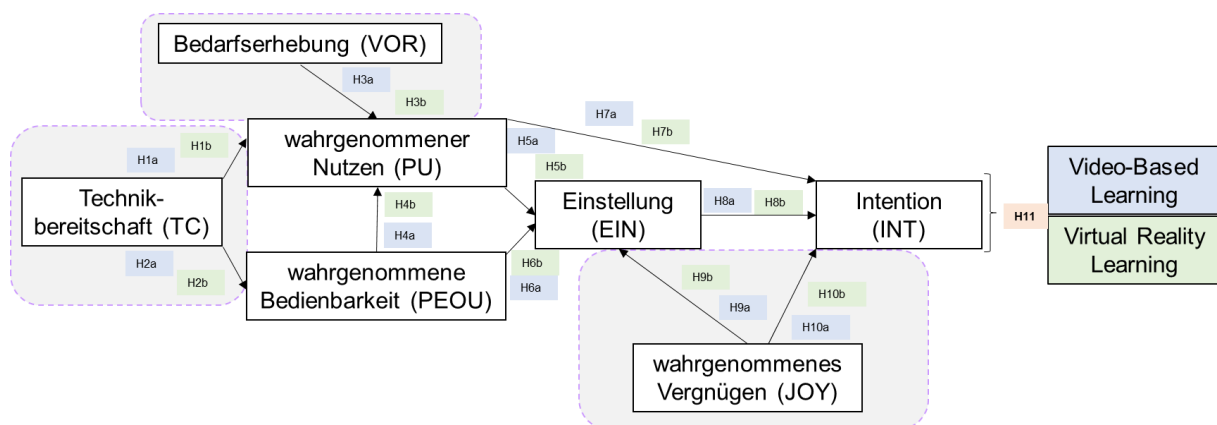 Bedarfserhebung (VOR)
H3a
H3b
wahrgenommener
Nutzen (PU)
H1b
H1a
Technik-
bereitschaft (TC)
H2a
H2b
H4b
H4a
wahrgenommene
Bedienbarkeit (PEOU)
H5a
H5b
H6b
H6a
H7a
H7b
Einstellung
(EIN)
H8a
H8b
Intention
(INT)
H9b
H9a
H10b
H10a
wahrgenommenes
Vergnügen (JOY)
H11
Video-Based
Learning
Virtual Reality
Learning